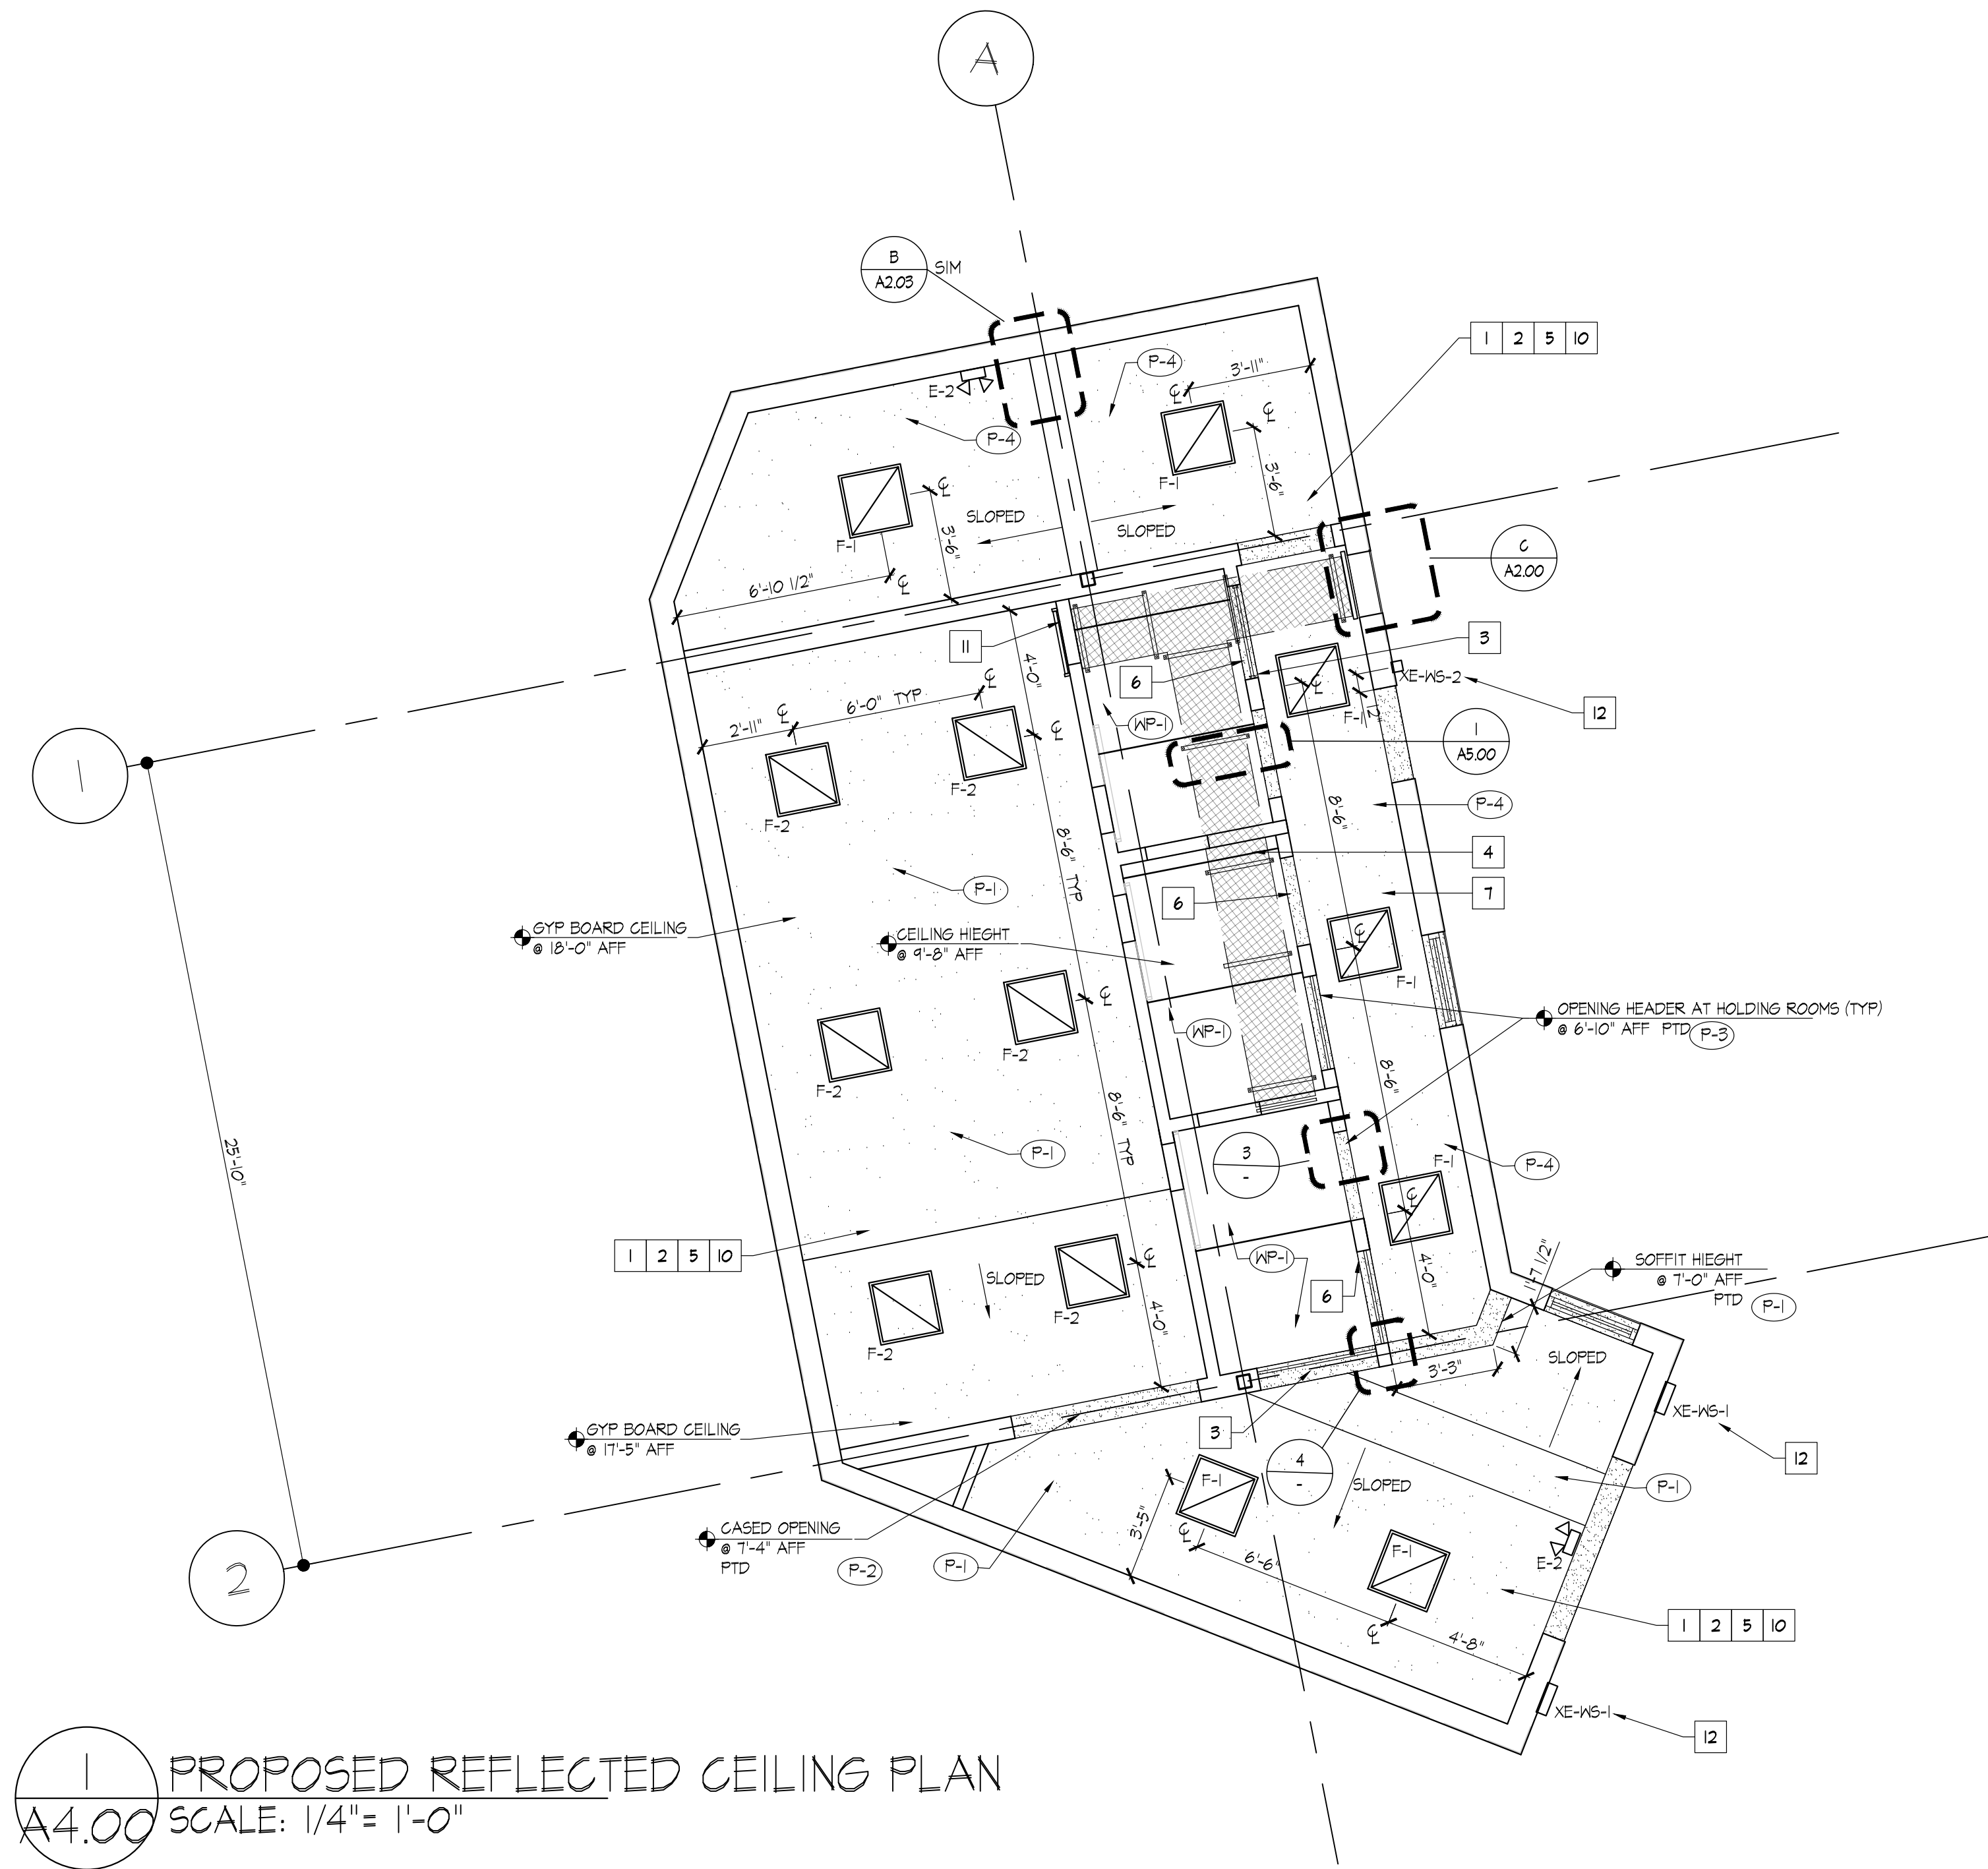 A
B
A2.03
SIM
1 2 5 10
P-4
3'-11"
℄
℄
E-2
P-4
F-1
3'-6"
℄
SLOPED
SLOPED
F-1
3'-6"
C
A2.00
6'-10 1/2"
℄
11
3
4'-0"
6
℄
XE-WS-2
℄
6'-0" TYP
F-1
2"
12
2'-11"
℄
WP-1
℄
1
A5.00
1
F-2
F-2
8'-6"
P-4
8'-6" TYP
4
P-1
7
6
GYP BOARD CEILING
@ 18'-0" AFF
CEILING HIEGHT
@ 9'-8" AFF
℄
F-1
℄
OPENING HEADER AT HOLDING ROOMS (TYP)
@ 6'-10" AFF PTD P-3
WP-1
F-2
F-2
8'-6"
8'-6" TYP
25'-10"
P-1
3
-
F-1
P-4
℄
1 2 5 10
℄
WP-1
4'-0"
1'-7 1/2"
SOFFIT HIEGHT
@ 7'-0" AFF
PTD P-1
SLOPED
6
F-2
4'-0"
F-2
SLOPED
3'-3"
XE-WS-1
GYP BOARD CEILING
@ 17'-5" AFF
3
12
4
-
F-1
SLOPED
P-1
3'-5"
CASED OPENING
@ 7'-4" AFF
PTD
P-2
P-1
℄
6'-6"
F-1
E-2
2
℄
4'-8"
1 2 5 10
XE-WS-1
12
1
A4.00
PROPOSED REFLECTED CEILING PLAN
SCALE: 1/4"= 1'-0"